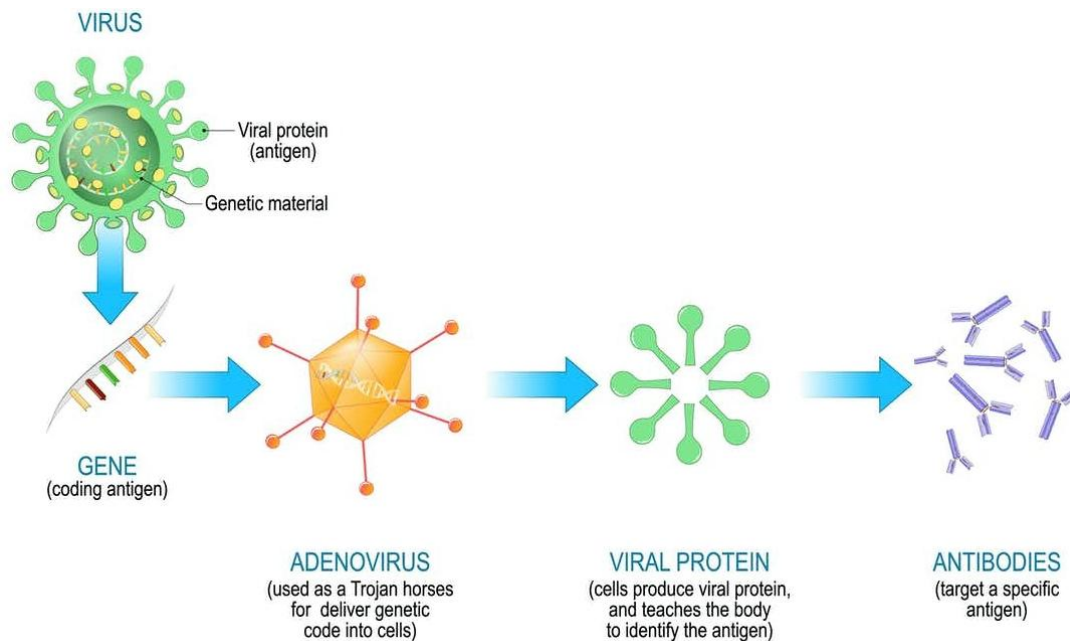 VIRUS
Viral protein
(antigen)
Genetic material
GENE
(coding antigen)
ADENOVIRUS
(used as a Trojan horses
for deliver genetic
code into cells)
VIRAL PROTEIN
(cells produce viral protein,
and teaches the body
to identify the antigen)
ANTIBODIES
(target a specific
antigen)